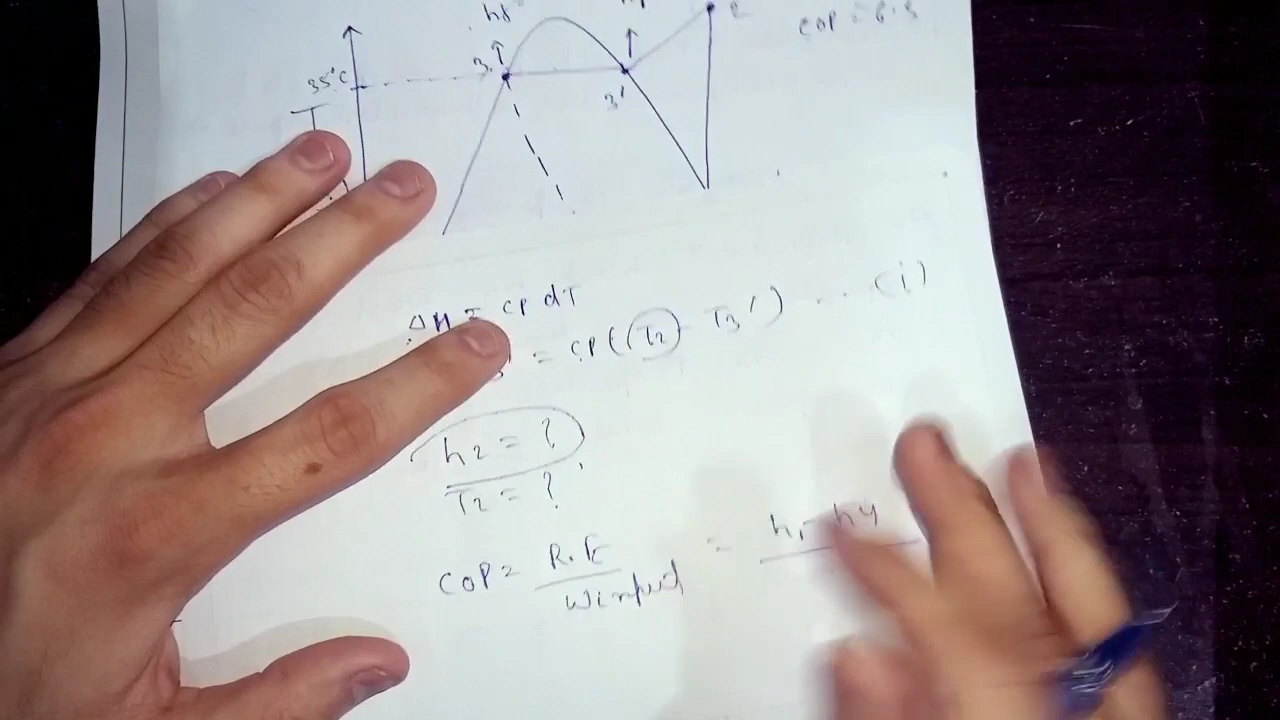 hf
2
COP = 6.5
3
35°C
3'
T
ΔH = CP dT
= CP((T2) - T3') ... (i)
h2 = ?
T2 = ?
COP = R.E / Winput = h1 - h4